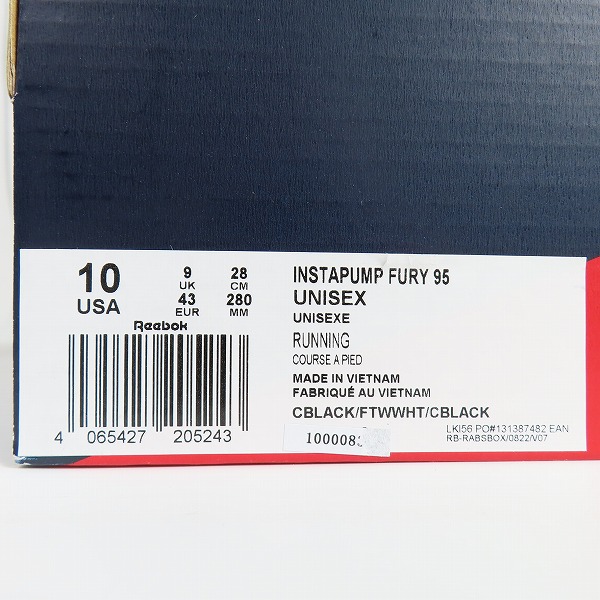 10
USA
9
UK
43
EUR
28
CM
280
MM
Reebok
4 065427 205243
INSTAPUMP FURY 95
UNISEX
UNISEXE
RUNNING
COURSE A PIED
MADE IN VIETNAM
FABRIQUÉ AU VIETNAM
CBLACK/FTWWHT/CBLACK
LKI56 PO#131387482 EAN
RB-RABSBOX/0822/V07